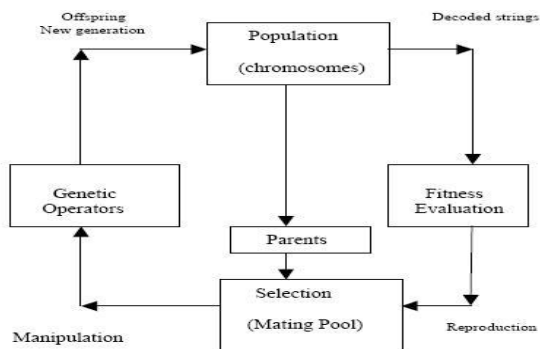 Offspring
New generation
Decoded strings
Population
(chromosomes)
Genetic
Operators
Fitness
Evaluation
Parents
Selection
(Mating Pool)
Manipulation
Reproduction